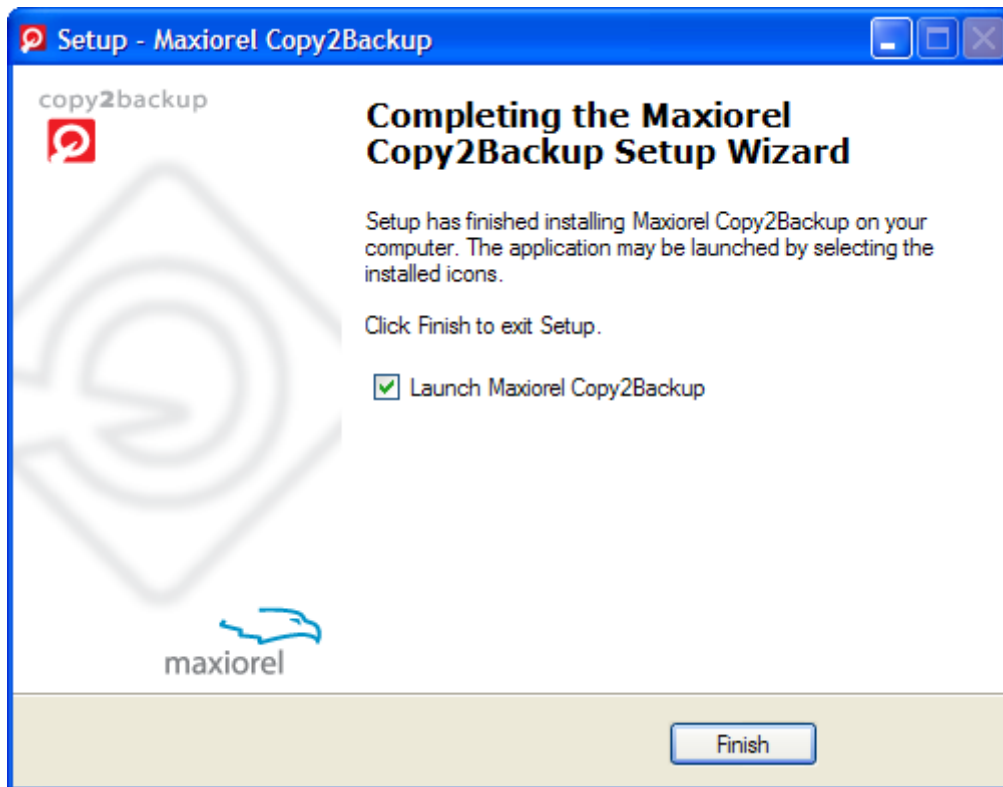 Setup - Maxiorel Copy2Backup
copy2backup
Completing the Maxiorel
Copy2Backup Setup Wizard
Setup has finished installing Maxiorel Copy2Backup on your
computer. The application may be launched by selecting the
installed icons.
Click Finish to exit Setup.
Launch Maxiorel Copy2Backup
maxiorel
Finish